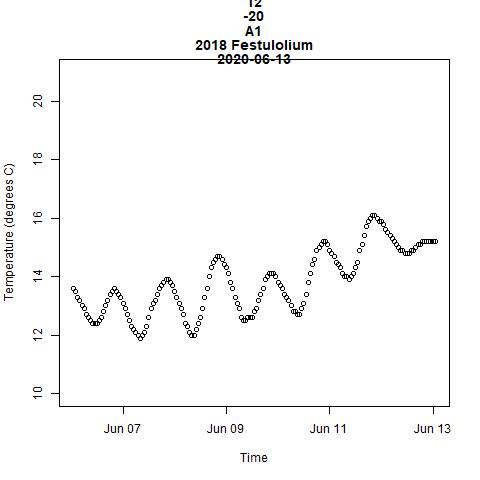 T2
-20
A1
2018 Festulolium
2020-06-13
Temperature (degrees C)
20
18
16
14
12
10
Jun 07
Jun 09
Jun 11
Jun 13
Time